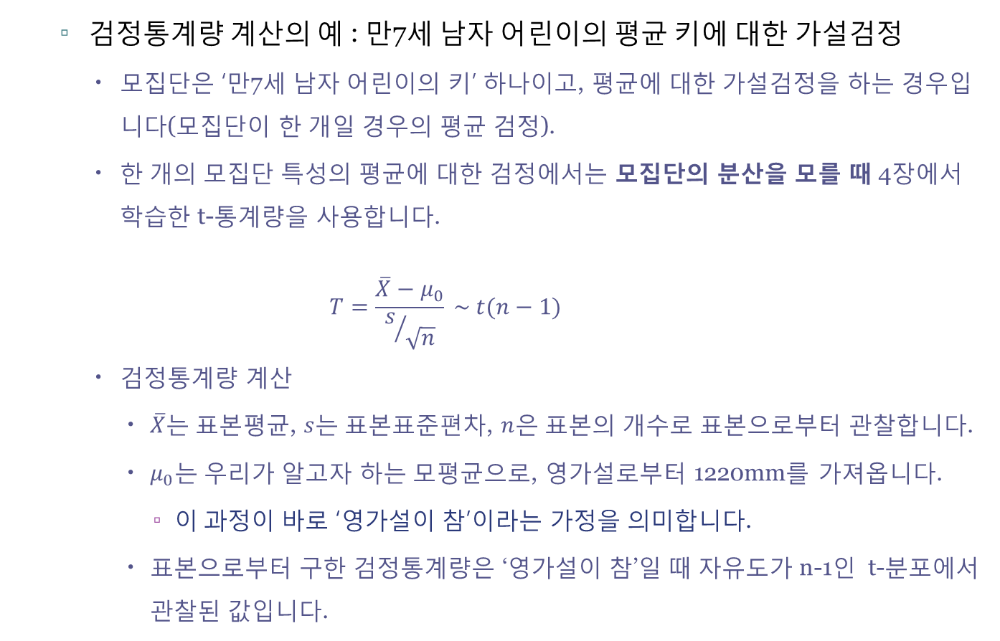 ▫ 검정통계량 계산의 예 : 만7세 남자 어린이의 평균 키에 대한 가설검정
• 모집단은 ‘만7세 남자 어린이의 키’ 하나이고, 평균에 대한 가설검정을 하는 경우입
니다(모집단이 한 개일 경우의 평균 검정).
• 한 개의 모집단 특성의 평균에 대한 검정에서는 모집단의 분산을 모를 때 4장에서
학습한 t-통계량을 사용합니다.
T = (X̄ − μ₀) / (s/√n) ~ t(n − 1)
• 검정통계량 계산
• X̄는 표본평균, s는 표본표준편차, n은 표본의 개수로 표본으로부터 관찰합니다.
• μ₀는 우리가 알고자 하는 모평균으로, 영가설로부터 1220mm를 가져옵니다.
▫ 이 과정이 바로 ‘영가설이 참’이라는 가정을 의미합니다.
• 표본으로부터 구한 검정통계량은 ‘영가설이 참’일 때 자유도가 n-1인 t-분포에서
관찰된 값입니다.